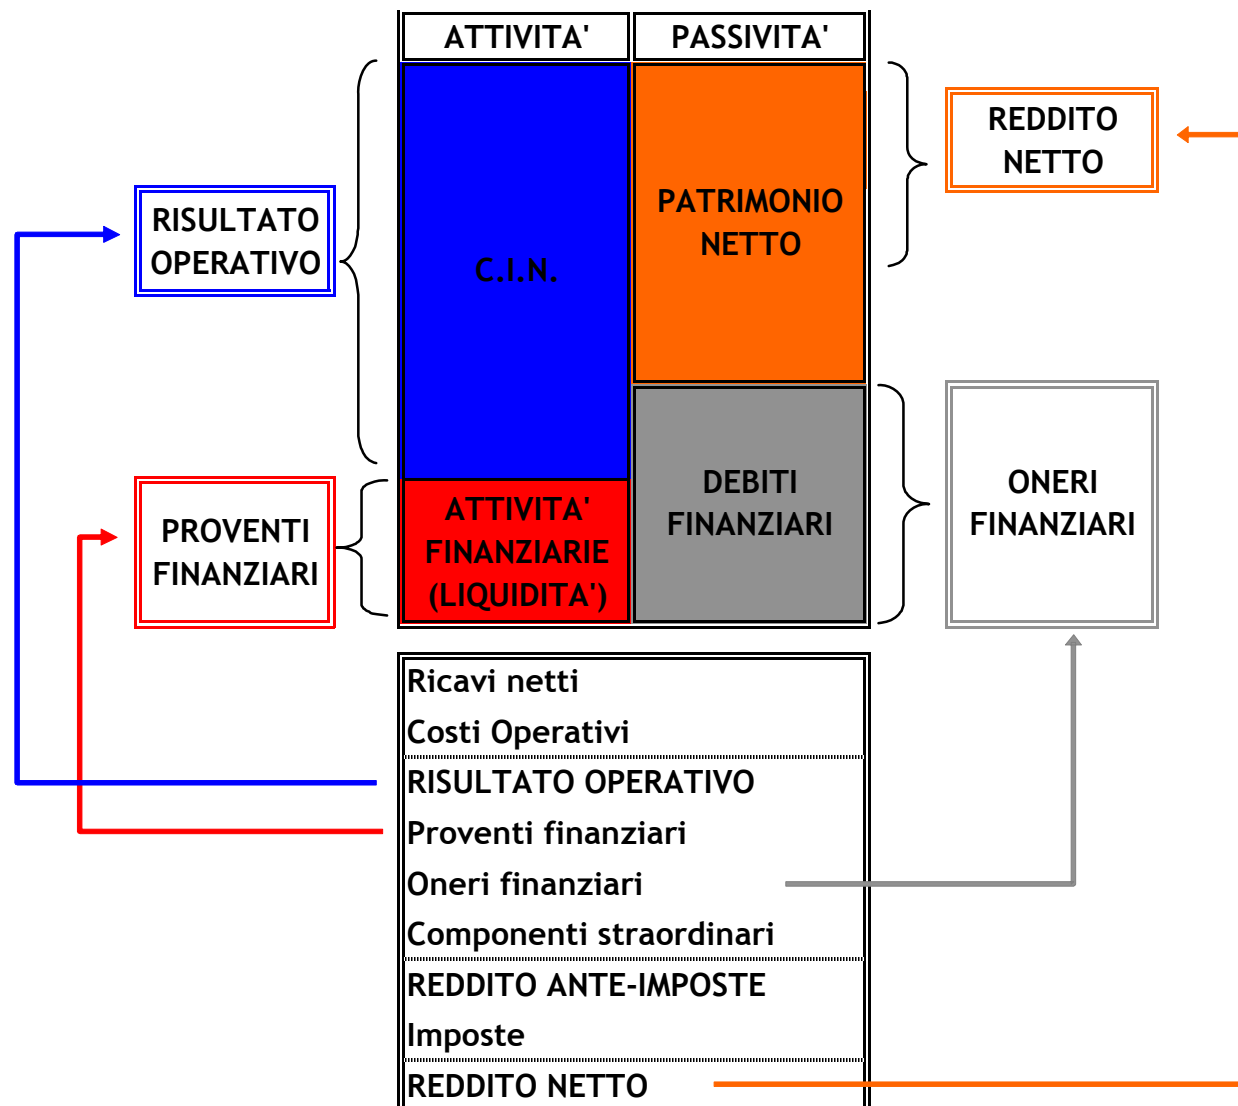 ATTIVITA' PASSIVITA'
REDDITO
NETTO
RISULTATO
OPERATIVO
C.I.N.
PATRIMONIO
NETTO
PROVENTI
FINANZIARI
ATTIVITA'
FINANZIARIE
(LIQUIDITA')
DEBITI
FINANZIARI
ONERI
FINANZIARI
Ricavi netti
Costi Operativi
RISULTATO OPERATIVO
Proventi finanziari
Oneri finanziari
Componenti straordinari
REDDITO ANTE-IMPOSTE
Imposte
REDDITO NETTO